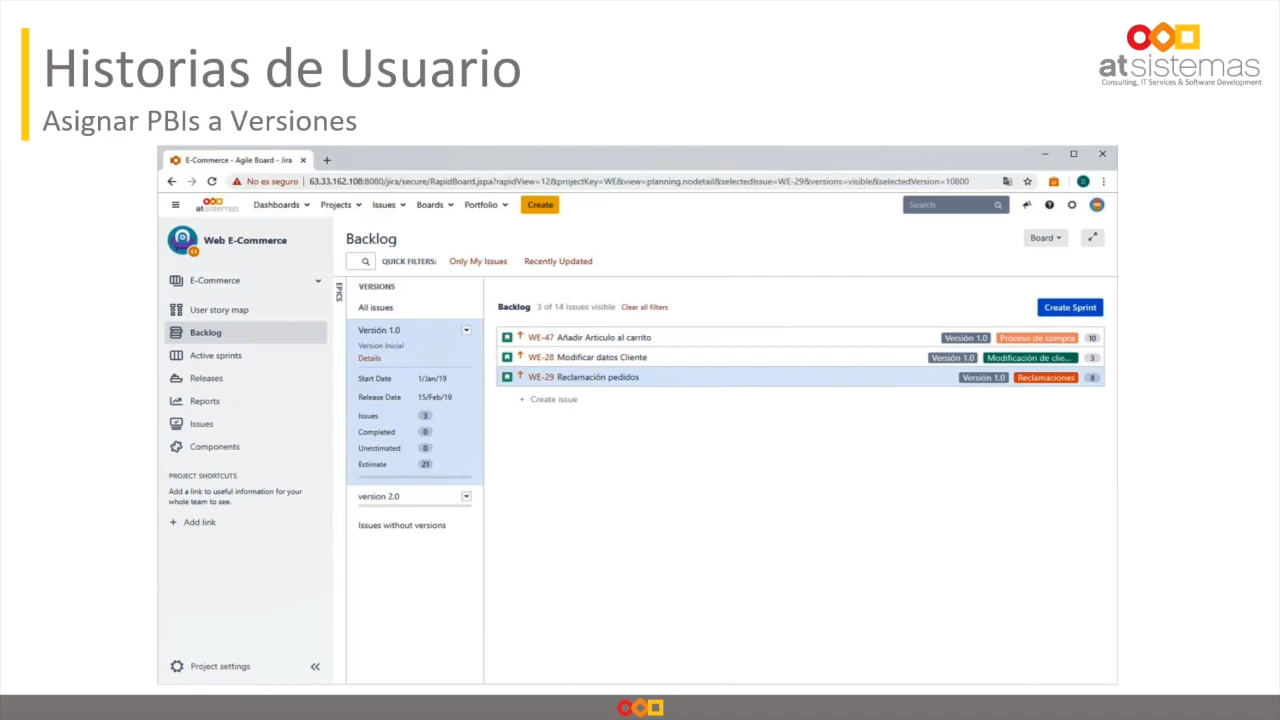 Historias de Usuario
Asignar PBIs a Versiones
atsistemas
Consulting, IT Services & Software Development
E-Commerce - Agile Board - Jira
No es seguro
63.33.162.108:8080/jira/secure/RapidBoard.jspa?rapidView=12&projectKey=WE&view=planning.nodetail&selectedIssue=WE-29&versions=visible&selectedVersion=10800
atsistemas
Dashboards
Projects
Issues
Boards
Portfolio
Create
Search
Web E-Commerce
Backlog
Board
QUICK FILTERS:
Only My Issues
Recently Updated
E-Commerce
User story map
Backlog
Active sprints
Releases
Reports
Issues
Components
PROJECT SHORTCUTS
Add a link to useful information for your
whole team to see.
+ Add link
Project settings
EPICS
VERSIONS
All issues
Versión 1.0
Version Inicial
Details
Start Date 1/Jan/19
Release Date 15/Feb/19
Issues 3
Completed 0
Unestimated 0
Estimate 21
version 2.0
Issues without versions
Backlog 3 of 14 issues visible Clear all filters
Create Sprint
WE-47 Añadir Articulo al carrito Versión 1.0 Proceso de compra 10
WE-28 Modificar datos Cliente Versión 1.0 Modificación de clie... 3
WE-29 Reclamación pedidos Versión 1.0 Reclamaciones 8
+ Create issue